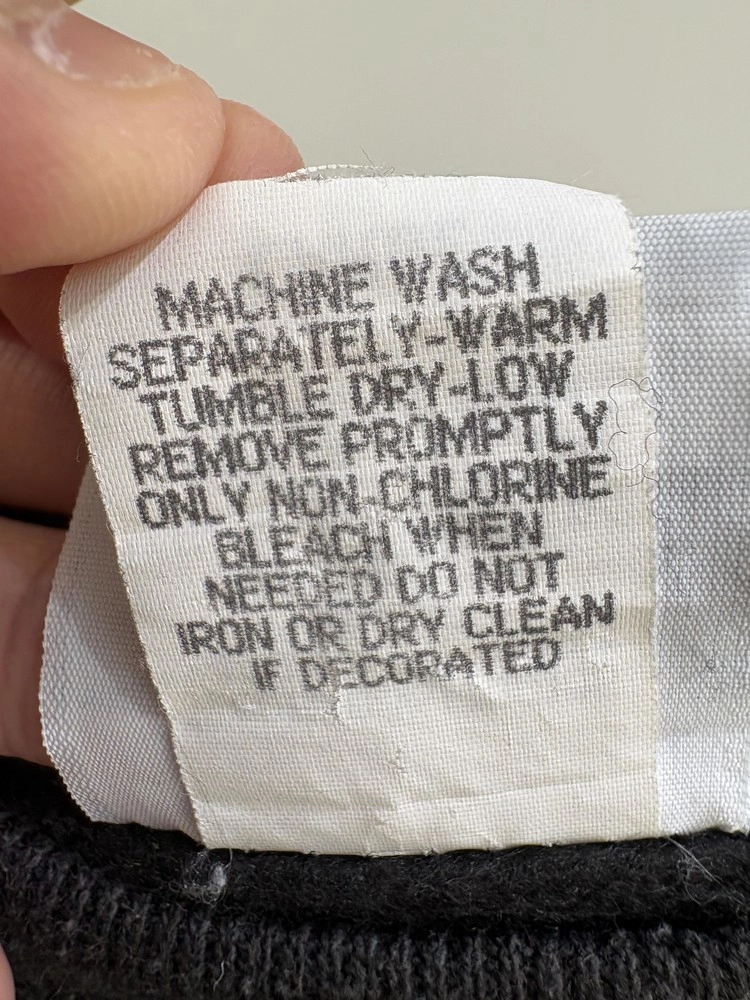 MACHINE WASH
SEPARATELY-WARM
TUMBLE DRY-LOW
REMOVE PROMPTLY
ONLY NON-CHLORINE
BLEACH WHEN
NEEDED DO NOT
IRON OR DRY CLEAN
IF DECORATED